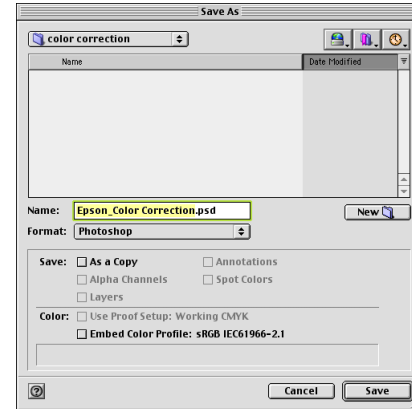 Save As
color correction
Name Date Modified
Name: Epson_Color Correction.psd New
Format: Photoshop
Save: As a Copy Annotations
Alpha Channels Spot Colors
Layers
Color: Use Proof Setup: Working CMYK
Embed Color Profile: sRGB IEC61966-2.1
? Cancel Save